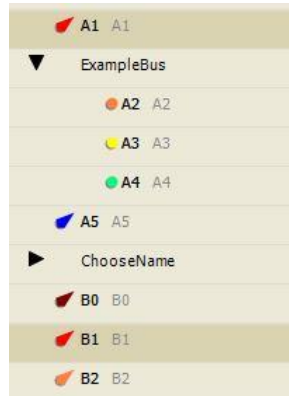 A1 A1
ExampleBus
A2 A2
A3 A3
A4 A4
A5 A5
ChooseName
B0 B0
B1 B1
B2 B2